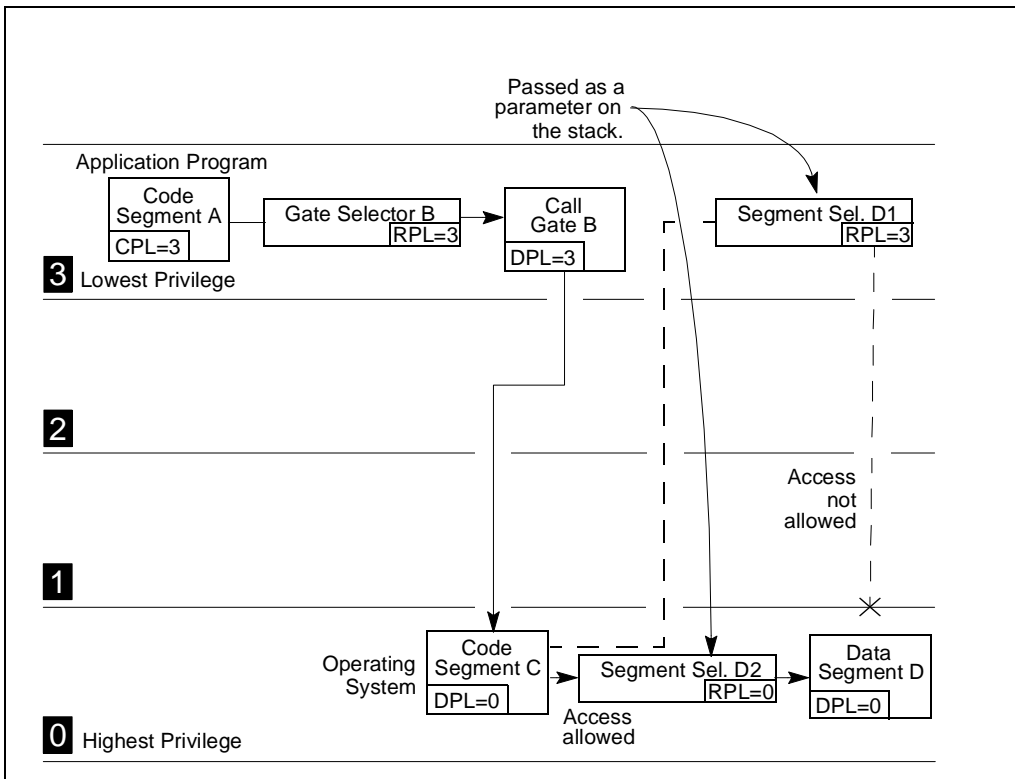 Passed as a
parameter on
the stack.
Application Program
Code
Segment A
CPL=3
Gate Selector B
RPL=3
Call
Gate B
DPL=3
Segment Sel. D1
RPL=3
3 Lowest Privilege
2
Access
not
allowed
1
Operating
System
Code
Segment C
DPL=0
Segment Sel. D2
RPL=0
Data
Segment D
DPL=0
Access
allowed
0 Highest Privilege